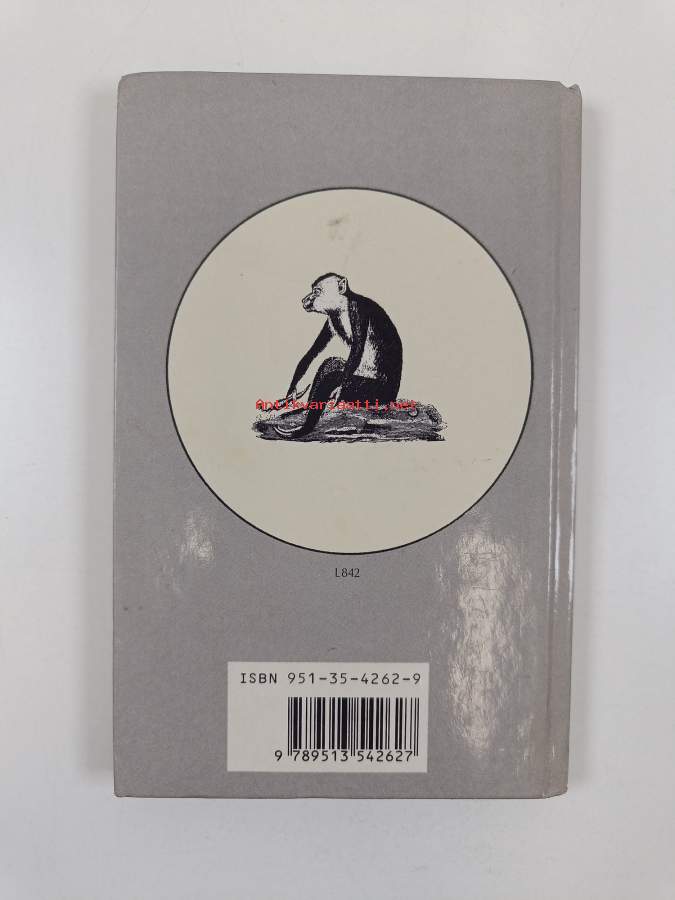 Antikvariaatti.net
L842
ISBN 951-35-4262-9
9 789513 542627